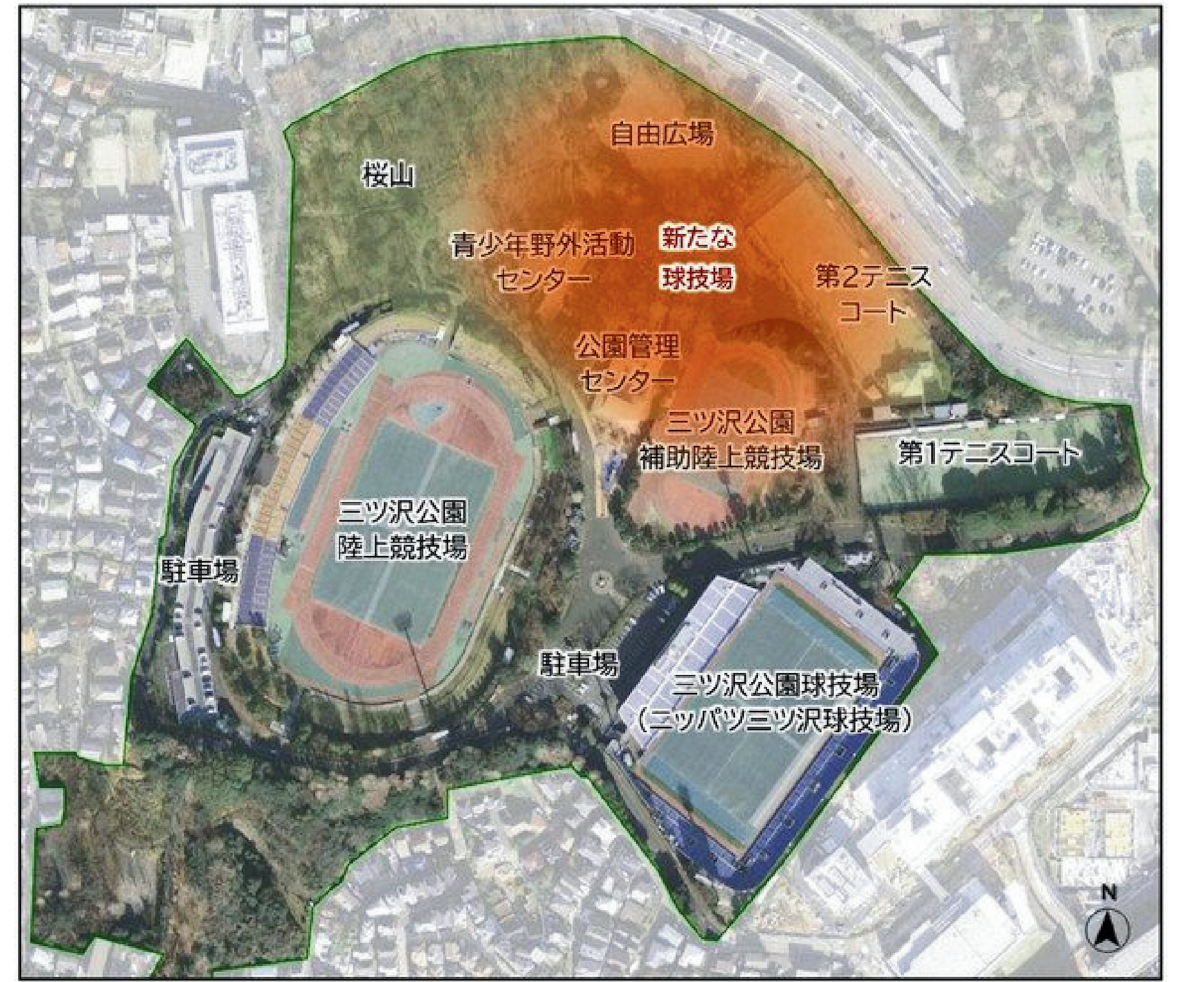 自由広場
桜山
青少年野外活動
センター
新たな
球技場
第2テニス
コート
公園管理
センター
三ツ沢公園
補助陸上競技場
第1テニスコート
三ツ沢公園
陸上競技場
駐車場
駐車場
三ツ沢公園球技場
(ニッパツ三ツ沢球技場)
N